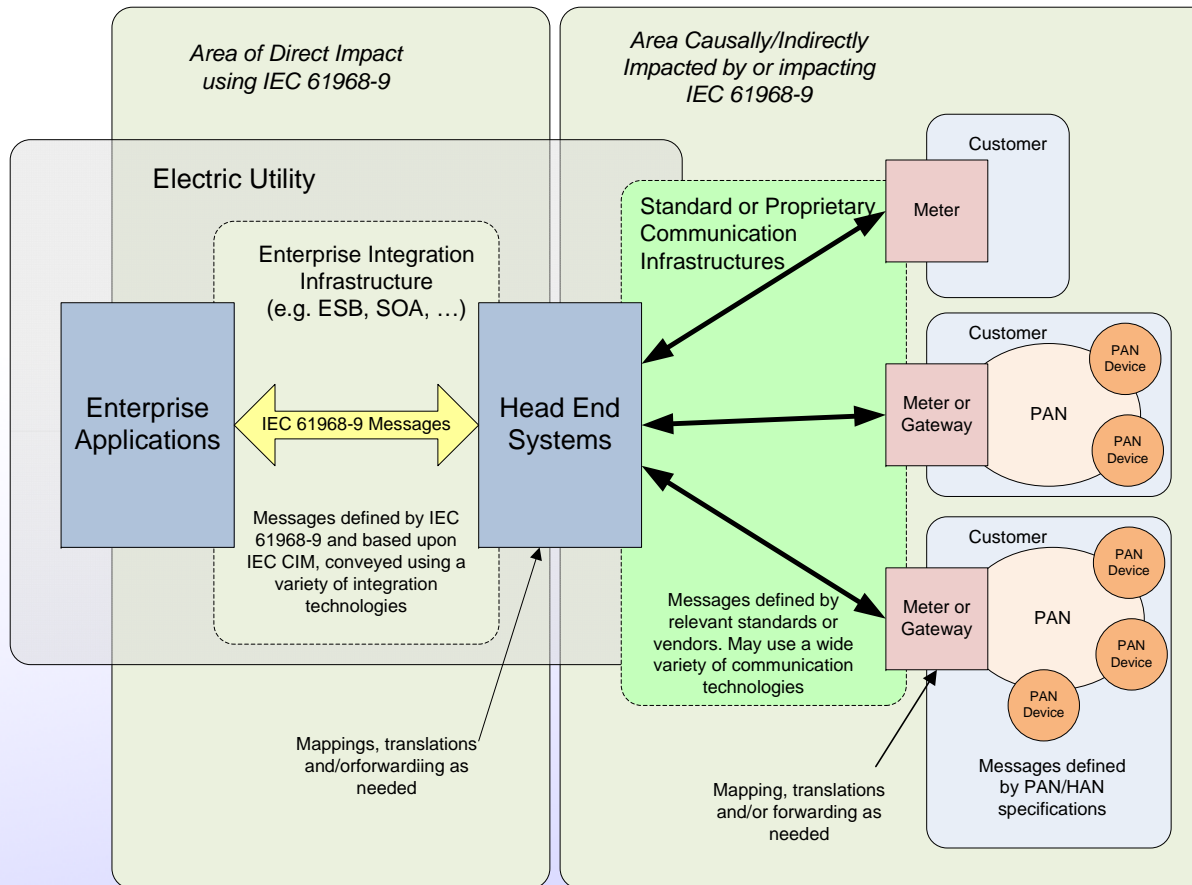 Area of Direct Impact
using IEC 61968-9
Area Causally/Indirectly
Impacted by or impacting
IEC 61968-9
Electric Utility
Enterprise Integration
Infrastructure
(e.g. ESB, SOA, …)
Enterprise
Applications
IEC 61968-9 Messages
Head End
Systems
Messages defined by IEC
61968-9 and based upon
IEC CIM, conveyed using a
variety of integration
technologies
Mappings, translations
and/orforwardiing as
needed
Standard or Proprietary
Communication
Infrastructures
Messages defined by
relevant standards or
vendors. May use a wide
variety of communication
technologies
Customer
Meter
Customer
Meter or
Gateway
PAN
PAN
Device
PAN
Device
Customer
Meter or
Gateway
PAN
PAN
Device
PAN
Device
PAN
Device
Messages defined
by PAN/HAN
specifications
Mapping, translations
and/or forwarding as
needed